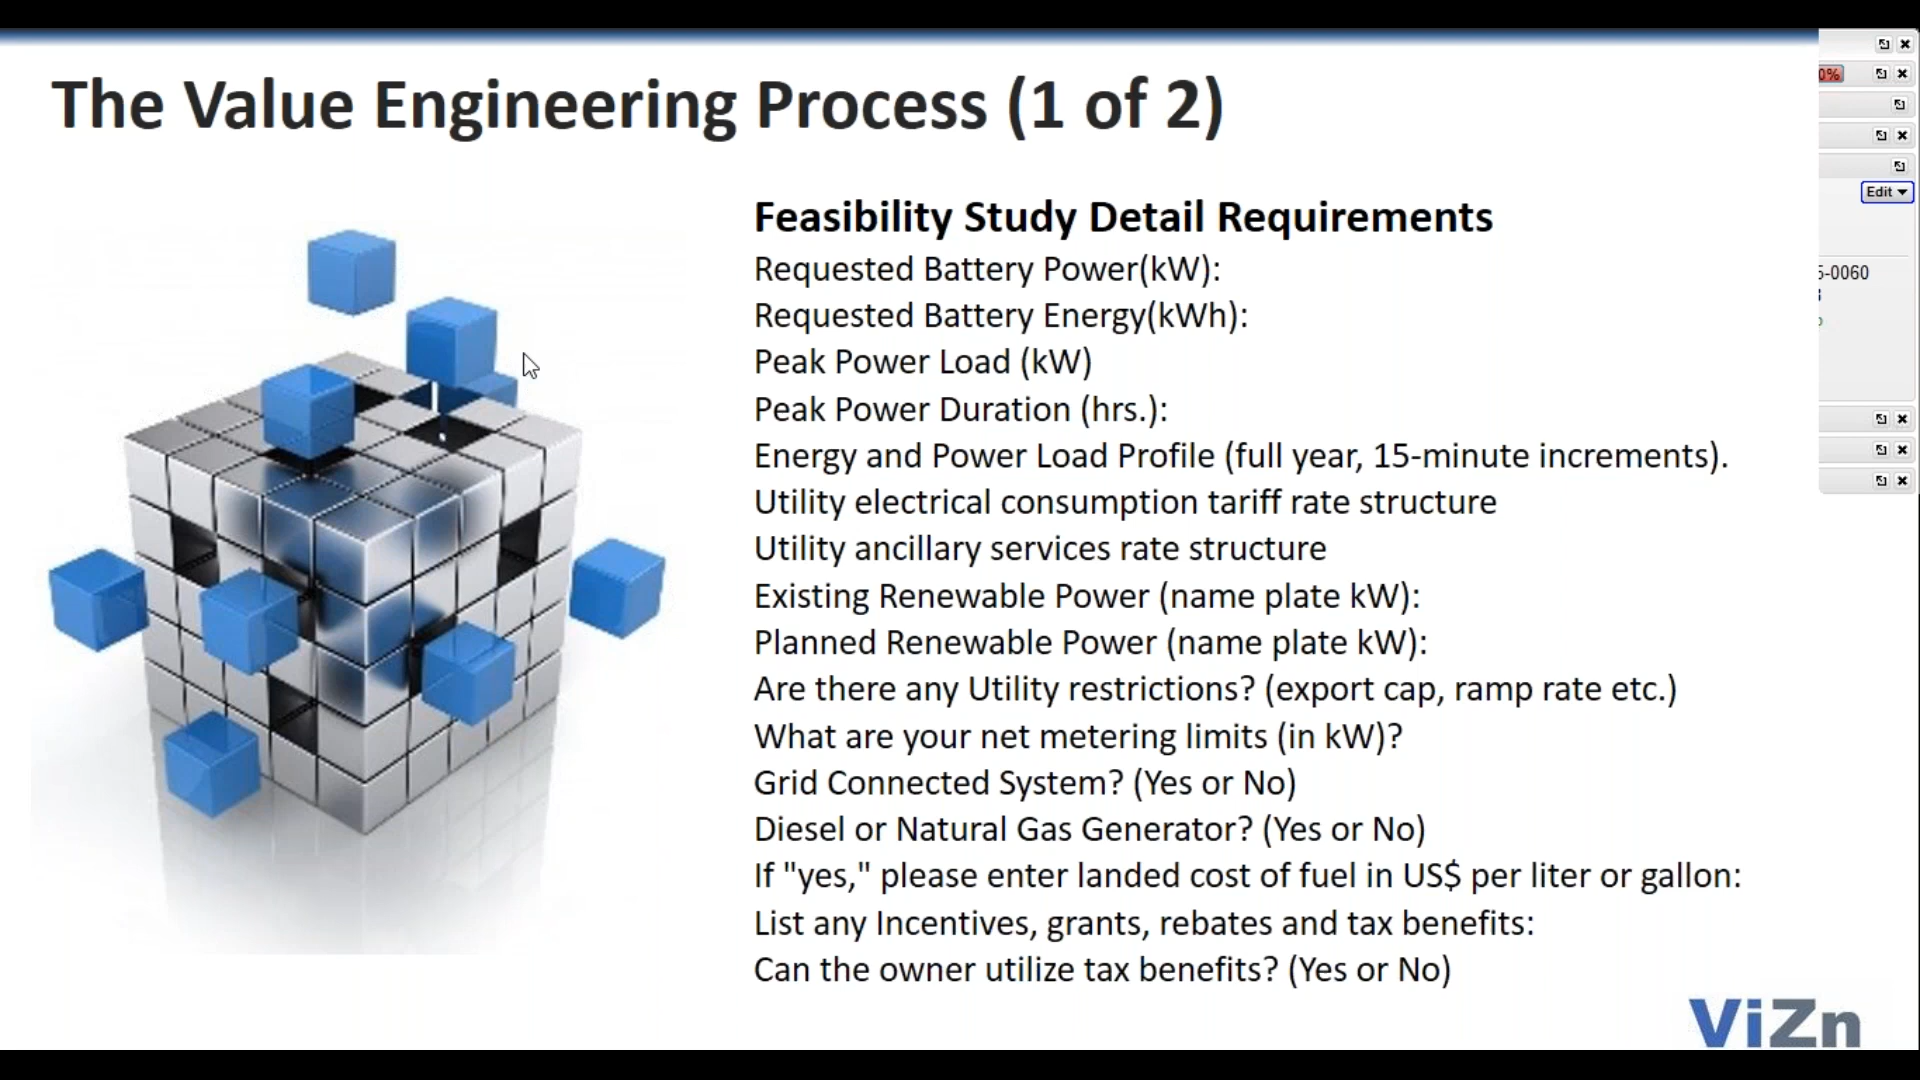 The Value Engineering Process (1 of 2)
Feasibility Study Detail Requirements
Requested Battery Power(kW):
Requested Battery Energy(kWh):
Peak Power Load (kW)
Peak Power Duration (hrs.):
Energy and Power Load Profile (full year, 15-minute increments).
Utility electrical consumption tariff rate structure
Utility ancillary services rate structure
Existing Renewable Power (name plate kW):
Planned Renewable Power (name plate kW):
Are there any Utility restrictions? (export cap, ramp rate etc.)
What are your net metering limits (in kW)?
Grid Connected System? (Yes or No)
Diesel or Natural Gas Generator? (Yes or No)
If "yes," please enter landed cost of fuel in US$ per liter or gallon:
List any Incentives, grants, rebates and tax benefits:
Can the owner utilize tax benefits? (Yes or No)
ViZn
0%
Edit
-0060